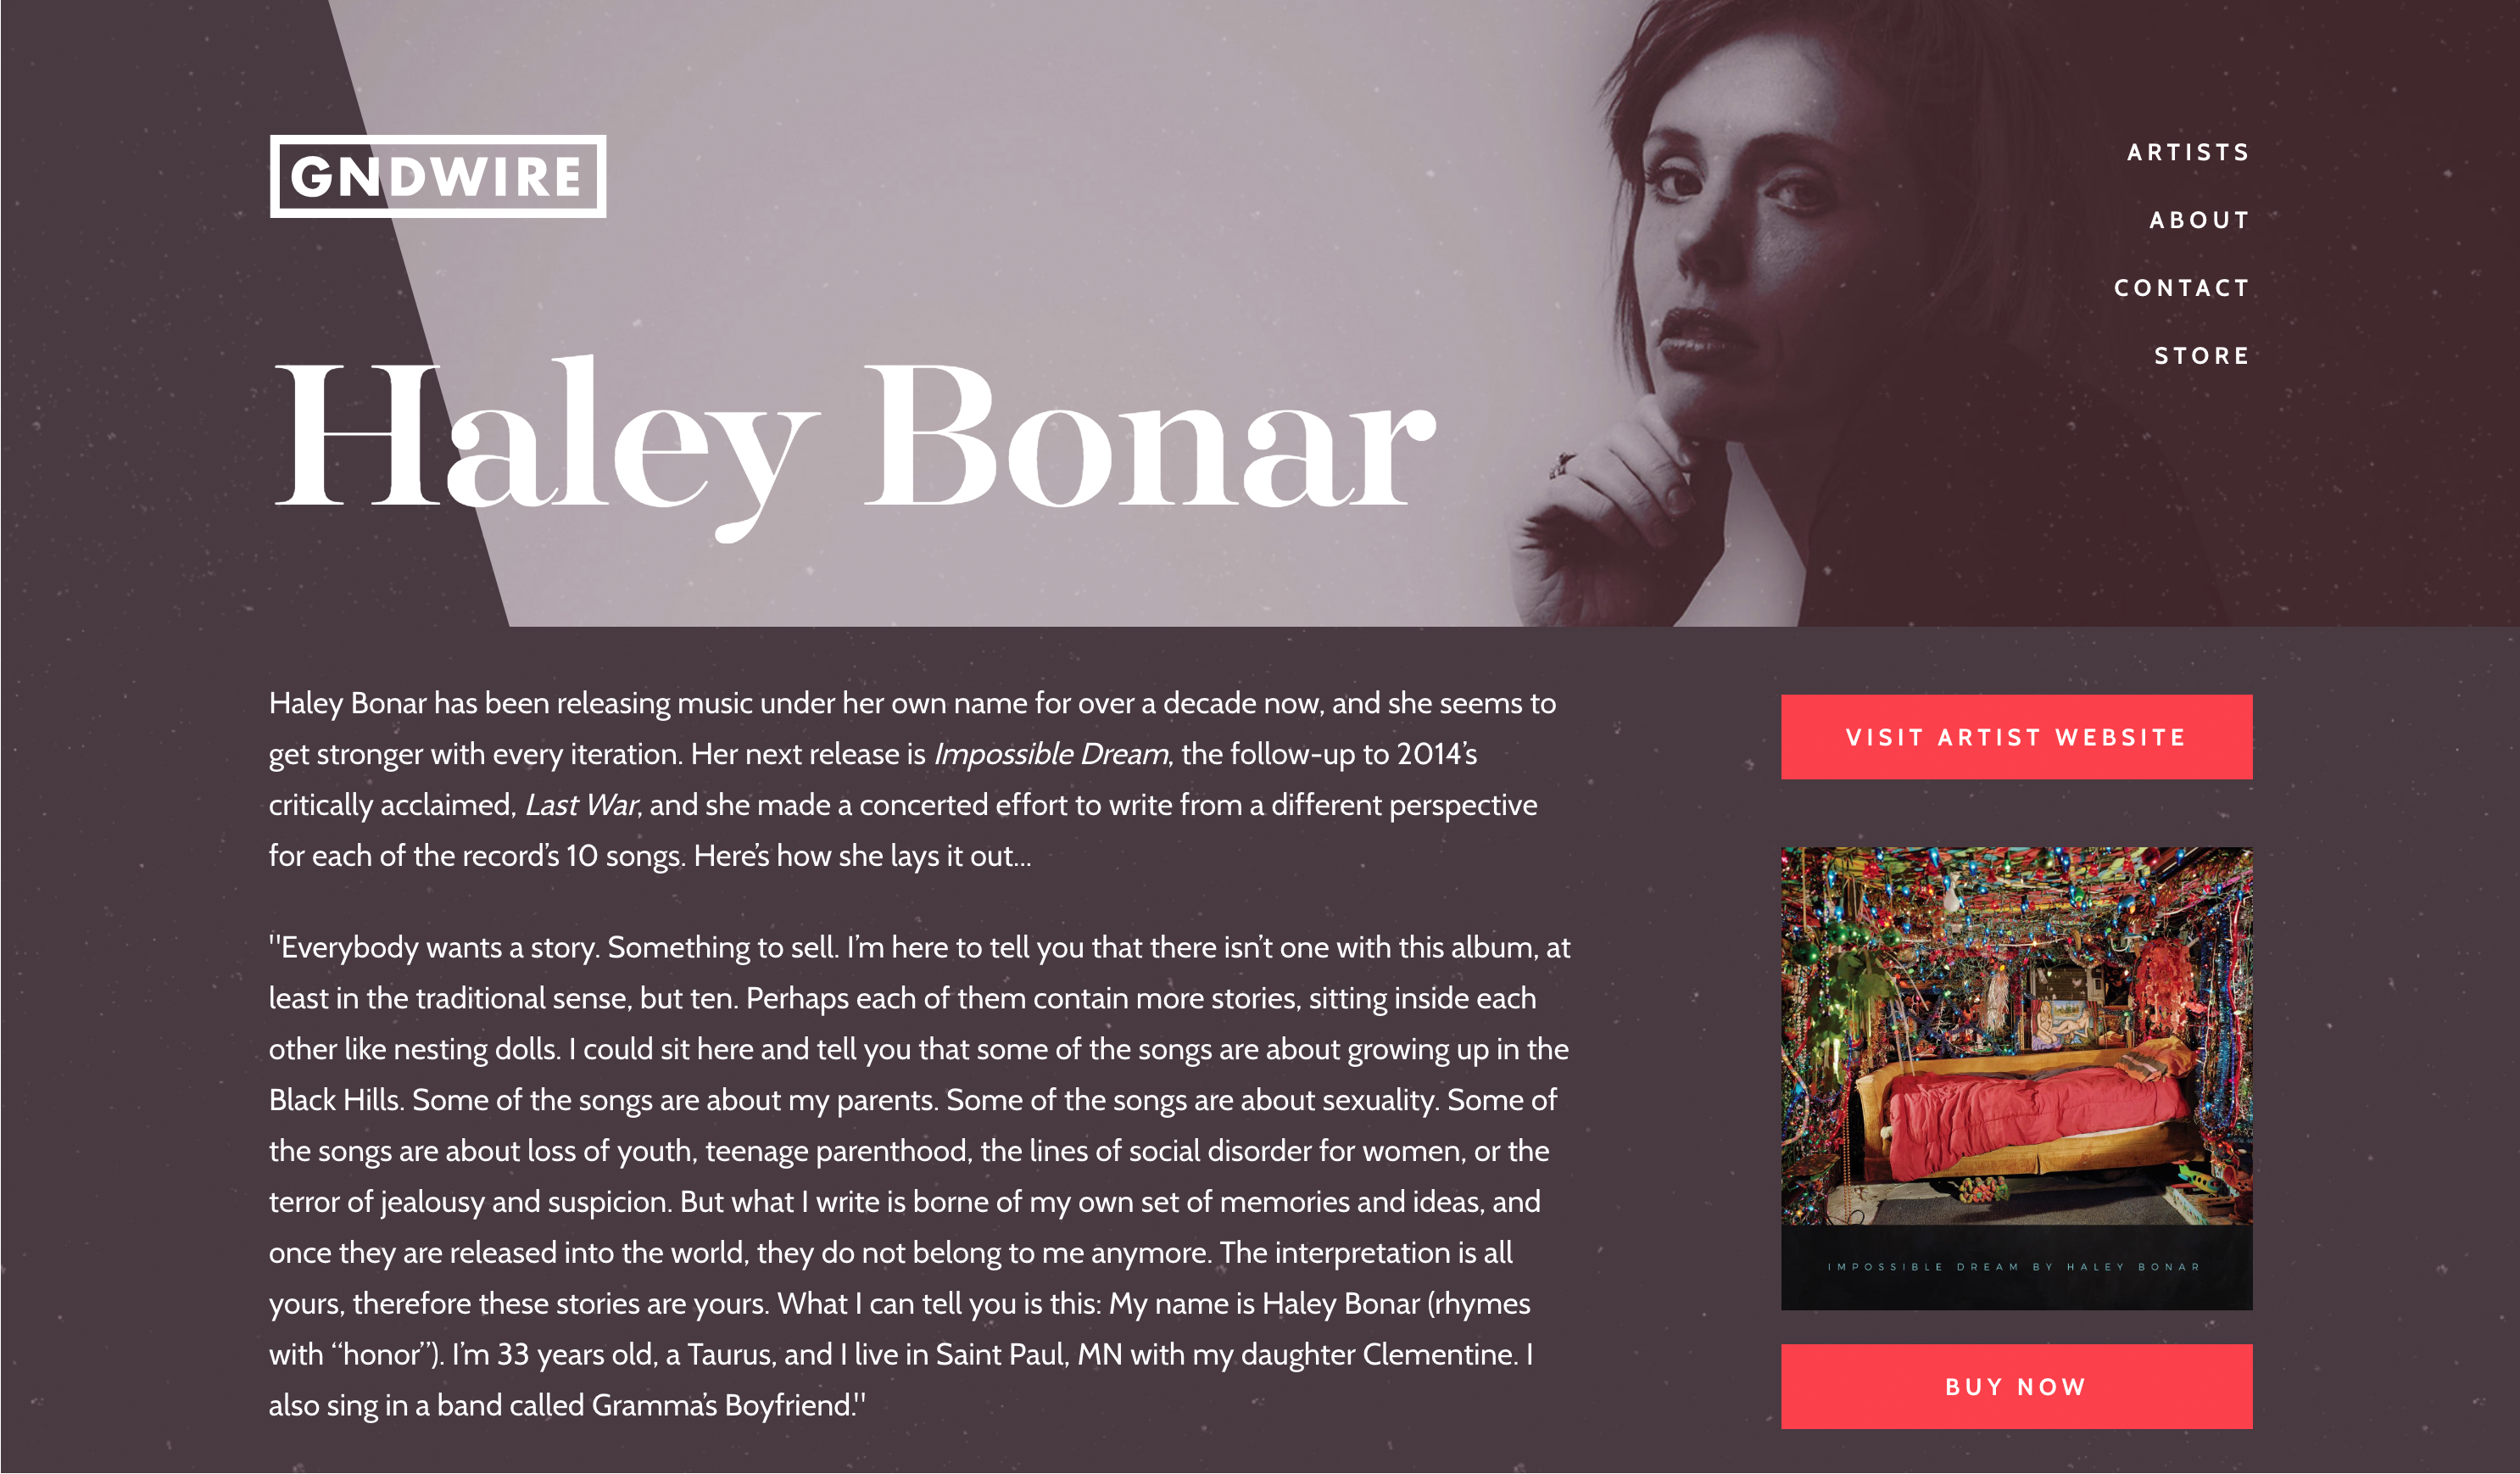 GNDWIRE
ARTISTS
ABOUT
CONTACT
STORE
Haley Bonar
Haley Bonar has been releasing music under her own name for over a decade now, and she seems to
get stronger with every iteration. Her next release is Impossible Dream, the follow-up to 2014’s
critically acclaimed, Last War, and she made a concerted effort to write from a different perspective
for each of the record’s 10 songs. Here’s how she lays it out...
"Everybody wants a story. Something to sell. I’m here to tell you that there isn’t one with this album, at
least in the traditional sense, but ten. Perhaps each of them contain more stories, sitting inside each
other like nesting dolls. I could sit here and tell you that some of the songs are about growing up in the
Black Hills. Some of the songs are about my parents. Some of the songs are about sexuality. Some of
the songs are about loss of youth, teenage parenthood, the lines of social disorder for women, or the
terror of jealousy and suspicion. But what I write is borne of my own set of memories and ideas, and
once they are released into the world, they do not belong to me anymore. The interpretation is all
yours, therefore these stories are yours. What I can tell you is this: My name is Haley Bonar (rhymes
with “honor”). I’m 33 years old, a Taurus, and I live in Saint Paul, MN with my daughter Clementine. I
also sing in a band called Gramma’s Boyfriend."
VISIT ARTIST WEBSITE
IMPOSSIBLE DREAM BY HALEY BONAR
BUY NOW